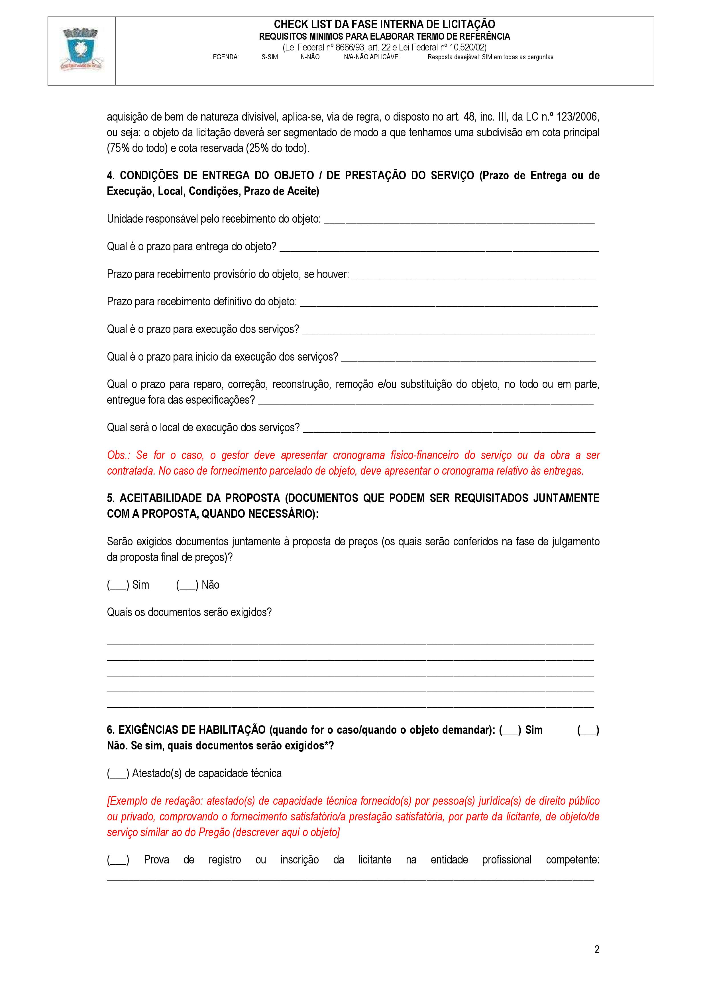 CHECK LIST DA FASE INTERNA DE LICITAÇÃO
REQUISITOS MINIMOS PARA ELABORAR TERMO DE REFERÊNCIA
(Lei Federal nº 8666/93, art. 22 e Lei Federal nº 10.520/02)
LEGENDA: S-SIM N-NÃO N/A-NÃO APLICÁVEL Resposta desejável: SIM em todas as perguntas
aquisição de bem de natureza divisível, aplica-se, via de regra, o disposto no art. 48, inc. III, da LC n.º 123/2006,
ou seja: o objeto da licitação deverá ser segmentado de modo a que tenhamos uma subdivisão em cota principal
(75% do todo) e cota reservada (25% do todo).
4. CONDIÇÕES DE ENTREGA DO OBJETO / DE PRESTAÇÃO DO SERVIÇO (Prazo de Entrega ou de
Execução, Local, Condições, Prazo de Aceite)
Unidade responsável pelo recebimento do objeto: ______________________________________________
Qual é o prazo para entrega do objeto? ______________________________________________
Prazo para recebimento provisório do objeto, se houver: ______________________________________________
Prazo para recebimento definitivo do objeto: ______________________________________________
Qual é o prazo para execução dos serviços? ______________________________________________
Qual é o prazo para início da execução dos serviços? ______________________________________________
Qual o prazo para reparo, correção, reconstrução, remoção e/ou substituição do objeto, no todo ou em parte,
entregue fora das especificações? ______________________________________________
Qual será o local de execução dos serviços? ______________________________________________
Obs.: Se for o caso, o gestor deve apresentar cronograma físico-financeiro do serviço ou da obra a ser
contratada. No caso de fornecimento parcelado de objeto, deve apresentar o cronograma relativo às entregas.
5. ACEITABILIDADE DA PROPOSTA (DOCUMENTOS QUE PODEM SER REQUISITADOS JUNTAMENTE
COM A PROPOSTA, QUANDO NECESSÁRIO):
Serão exigidos documentos juntamente à proposta de preços (os quais serão conferidos na fase de julgamento
da proposta final de preços)?
(___) Sim (___) Não
Quais os documentos serão exigidos?
______________________________________________
______________________________________________
______________________________________________
______________________________________________
______________________________________________
6. EXIGÊNCIAS DE HABILITAÇÃO (quando for o caso/quando o objeto demandar): (___) Sim (___)
Não. Se sim, quais documentos serão exigidos*?
(___) Atestado(s) de capacidade técnica
[Exemplo de redação: atestado(s) de capacidade técnica fornecido(s) por pessoa(s) jurídica(s) de direito público
ou privado, comprovando o fornecimento satisfatório/a prestação satisfatória, por parte da licitante, de objeto/de
serviço similar ao do Pregão (descrever aqui o objeto]
(___) Prova de registro ou inscrição da licitante na entidade profissional competente:
______________________________________________
2